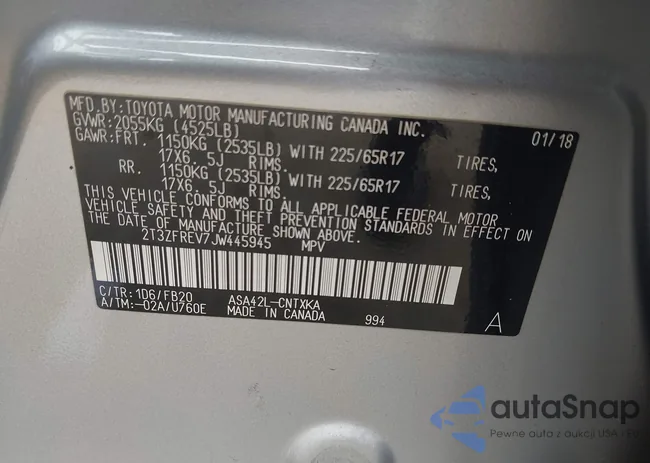 MFD.BY:TOYOTA MOTOR MANUFACTURING CANADA INC.
GVWR:2055KG (4525LB) 01/18
GAWR:FRT. 1150KG (2535LB) WITH 225/65R17 TIRES,
17X6. 5J RIMS.
RR. 1150KG (2535LB) WITH 225/65R17 TIRES,
17X6. 5J RIMS.
THIS VEHICLE CONFORMS TO ALL APPLICABLE FEDERAL MOTOR
VEHICLE SAFETY AND THEFT PREVENTION STANDARDS IN EFFECT ON
THE DATE OF MANUFACTURE SHOWN ABOVE.
2T3ZFREV7JW445945 MPV
C/TR:1D6/FB20 ASA42L-CNTXKA
A/TM:-02A/U760E MADE IN CANADA 994 A
autoSnap
Pewne auto z aukcji USA - EU